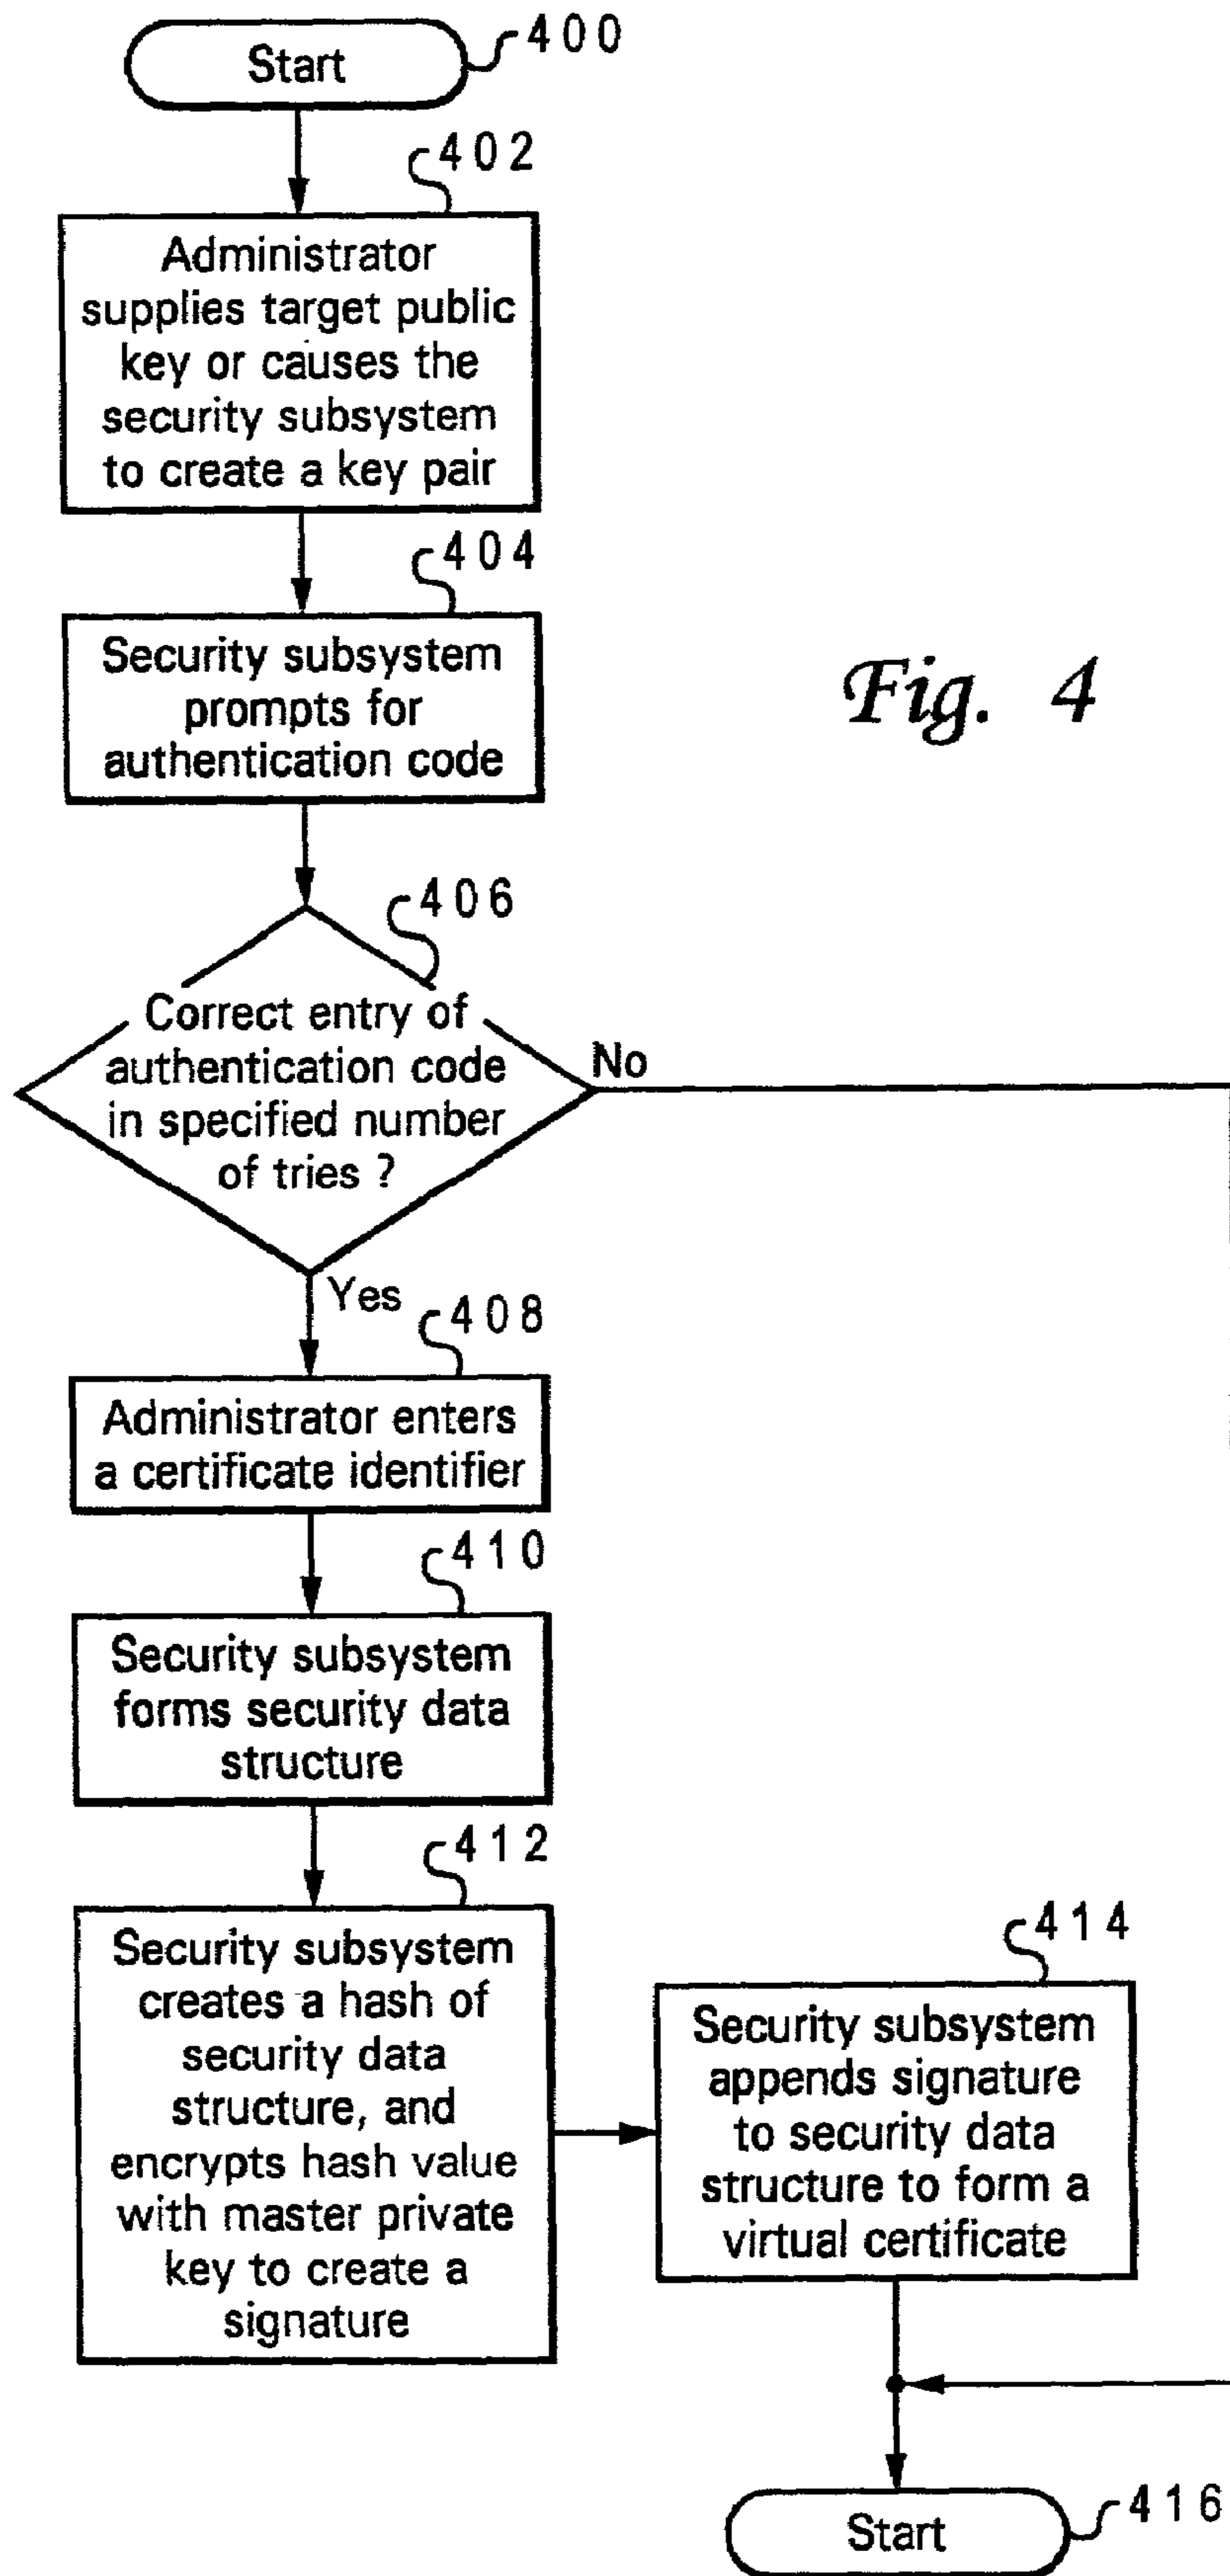 Start
400
402
Administrator
supplies target public
key or causes the
security subsystem
to create a key pair
404
Security subsystem
prompts for
authentication code
Fig. 4
406
Correct entry of
authentication code
in specified number
of tries ?
No
Yes
408
Administrator enters
a certificate identifier
410
Security subsystem
forms security data
structure
412
Security subsystem
creates a hash of
security data
structure, and
encrypts hash value
with master private
key to create a
signature
414
Security subsystem
appends signature
to security data
structure to form a
virtual certificate
Start
416